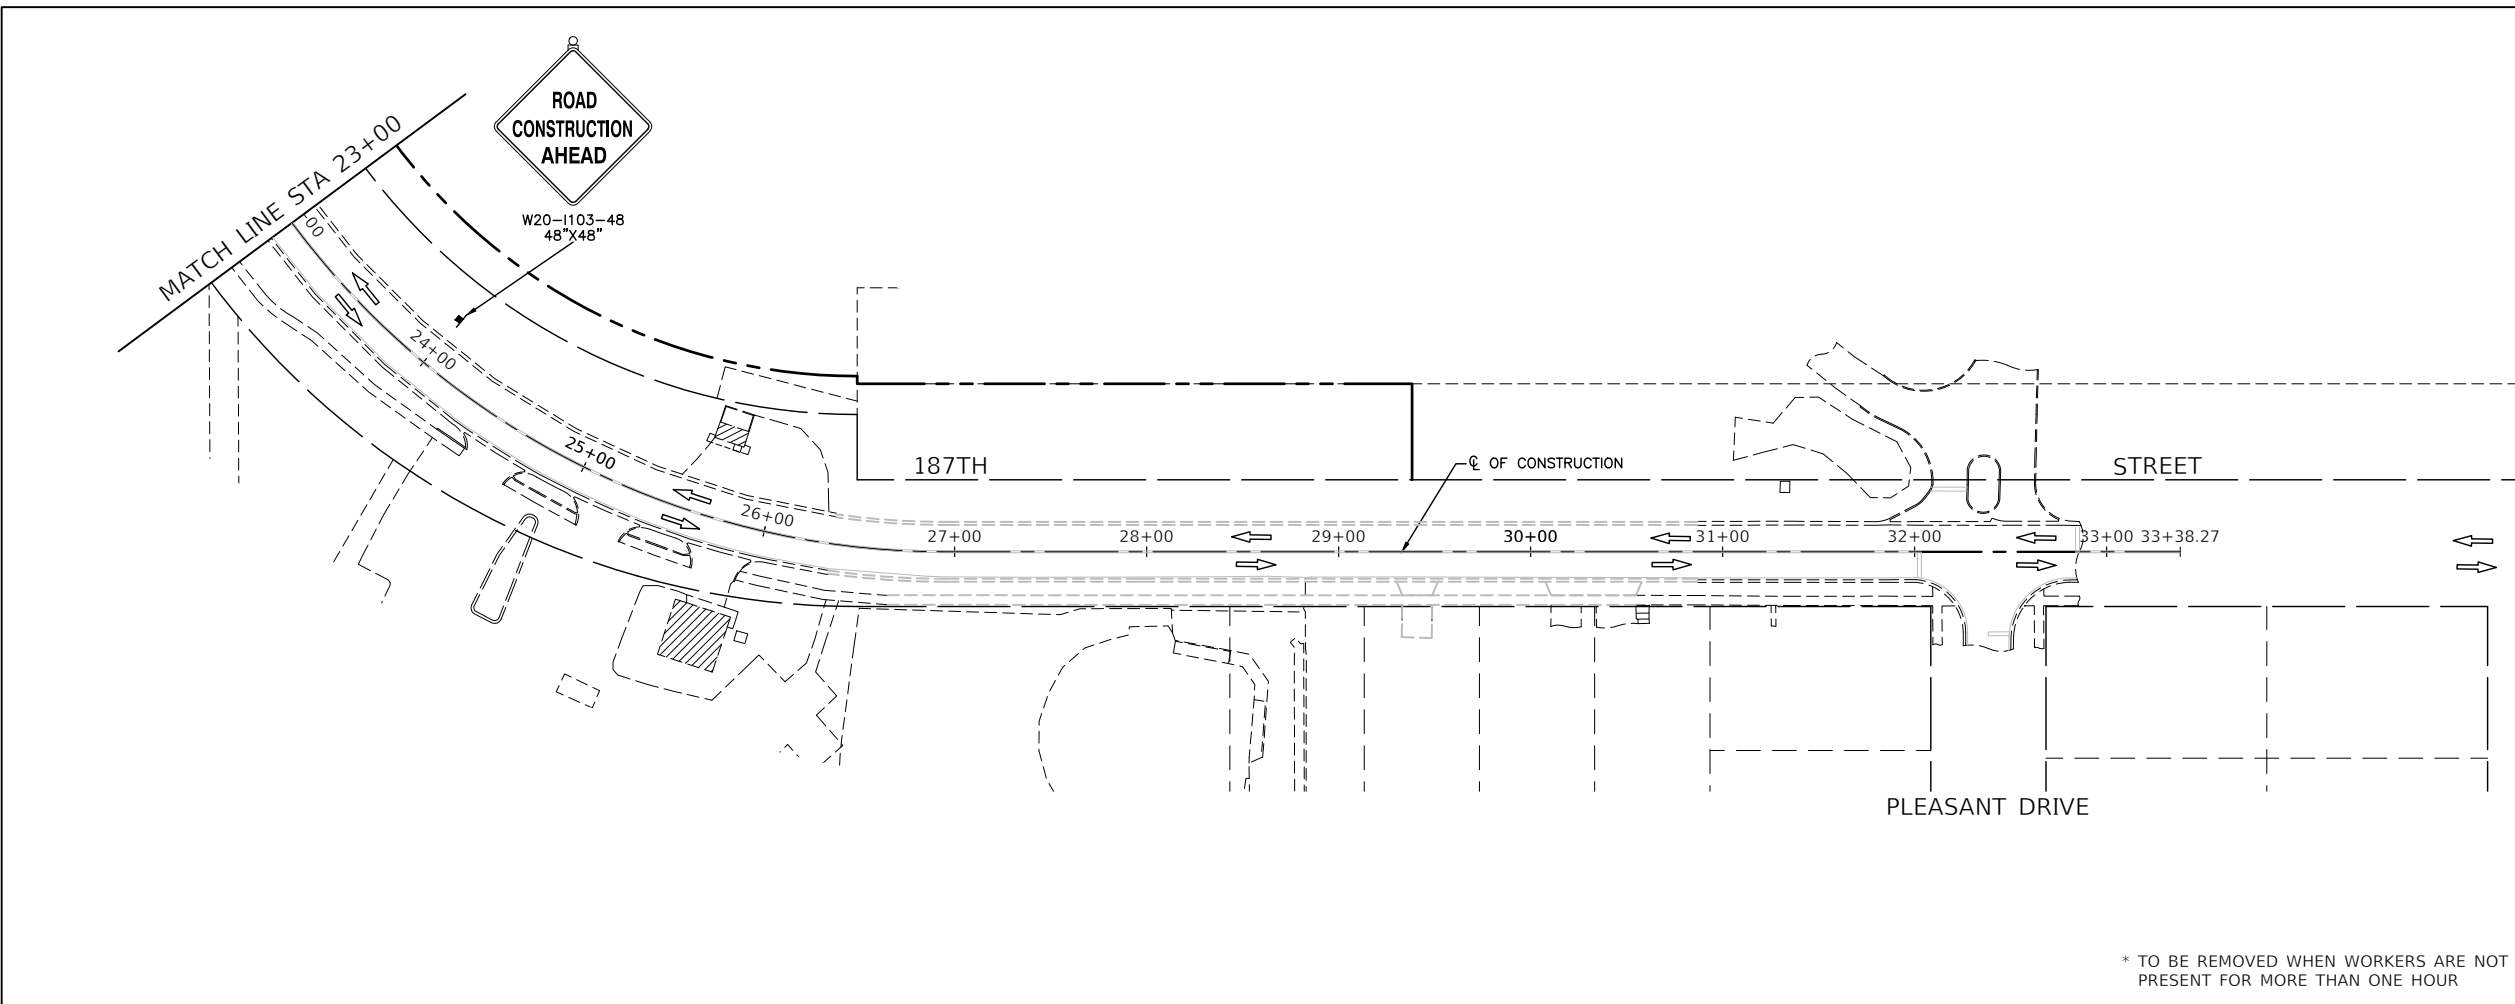 ROAD
CONSTRUCTION
AHEAD
W20-I103-48
48"X48"
MATCH LINE STA 23+00
00
24+00
25+00
26+00
187TH
℄ OF CONSTRUCTION
STREET
27+00
28+00
29+00
30+00
31+00
32+00
33+00 33+38.27
PLEASANT DRIVE
* TO BE REMOVED WHEN WORKERS ARE NOT
PRESENT FOR MORE THAN ONE HOUR